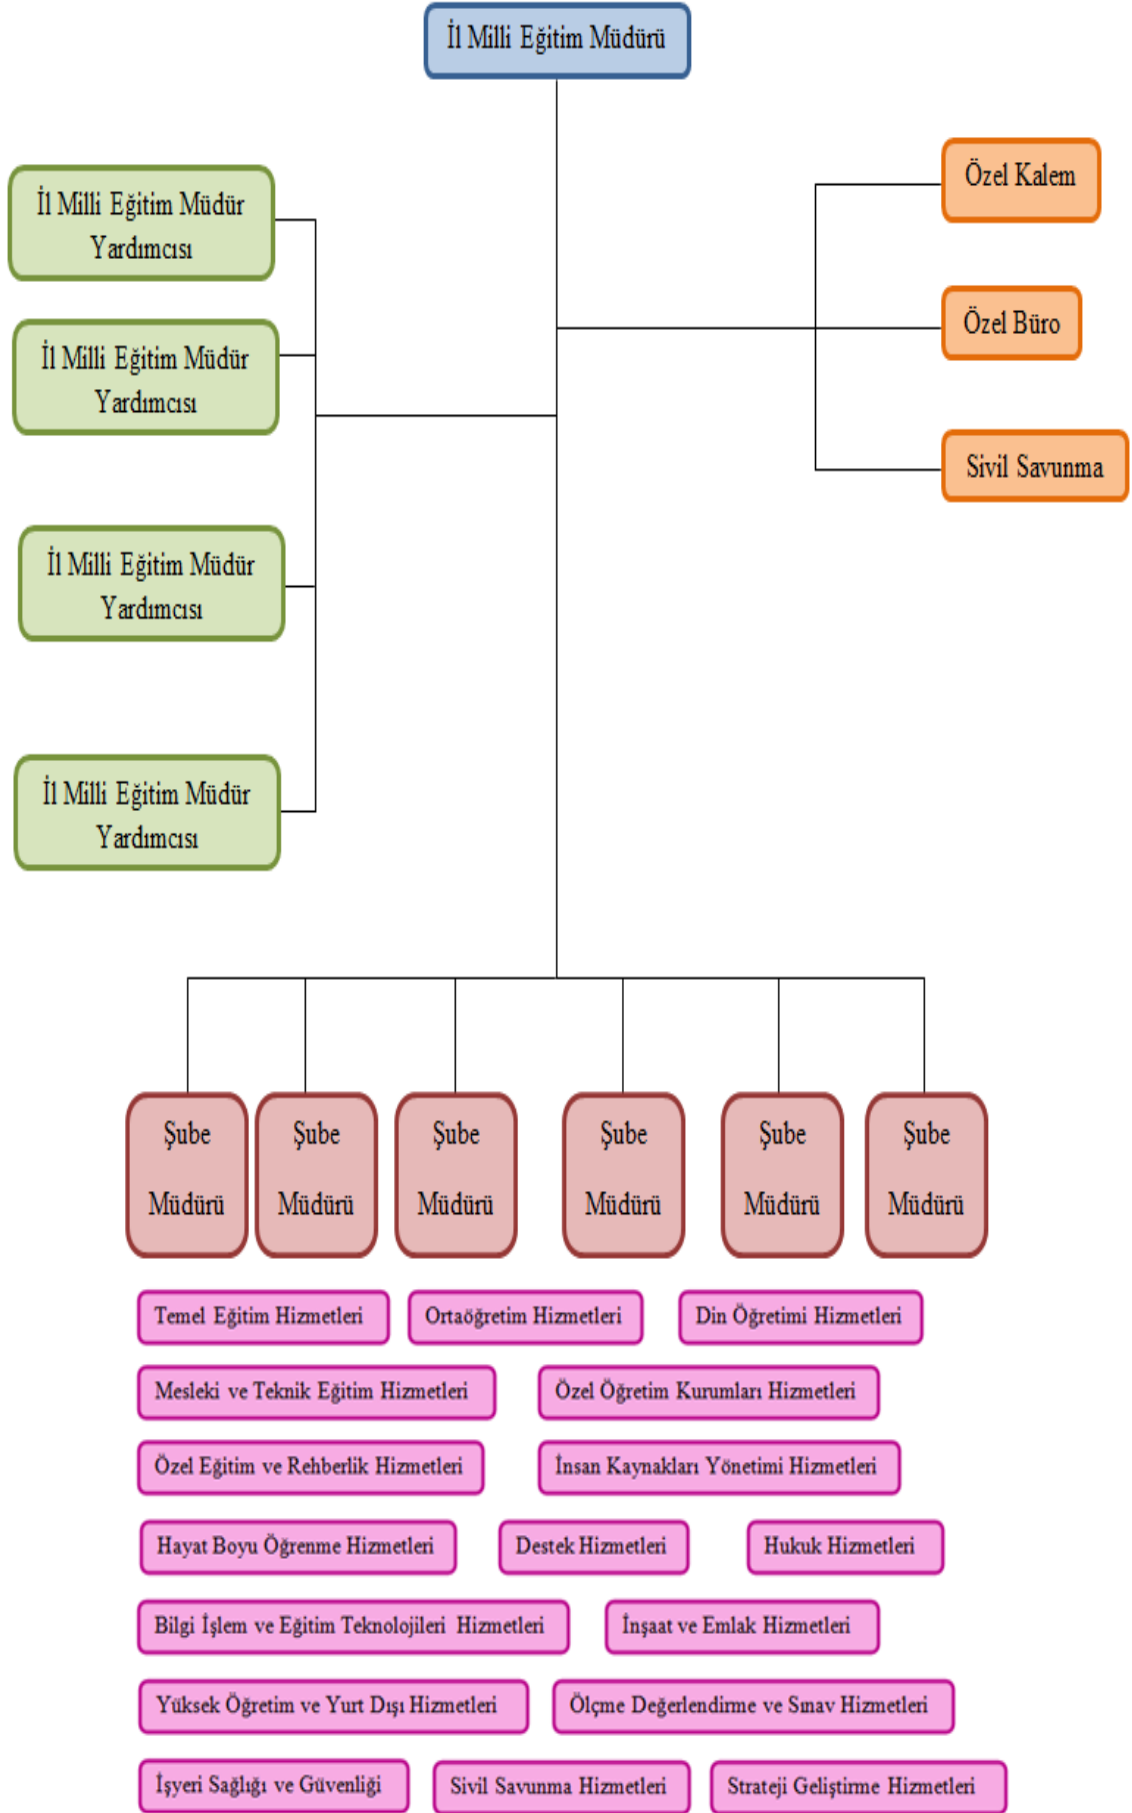 İl Milli Eğitim Müdürü
Özel Kalem
İl Milli Eğitim Müdür
Yardımcısı
Özel Büro
İl Milli Eğitim Müdür
Yardımcısı
Sivil Savunma
İl Milli Eğitim Müdür
Yardımcısı
İl Milli Eğitim Müdür
Yardımcısı
Şube Şube Şube Şube Şube Şube
Müdürü Müdürü Müdürü Müdürü Müdürü Müdürü
Temel Eğitim Hizmetleri Ortaöğretim Hizmetleri Din Öğretimi Hizmetleri
Mesleki ve Teknik Eğitim Hizmetleri Özel Öğretim Kurumları Hizmetleri
Özel Eğitim ve Rehberlik Hizmetleri İnsan Kaynakları Yönetimi Hizmetleri
Hayat Boyu Öğrenme Hizmetleri Destek Hizmetleri Hukuk Hizmetleri
Bilgi İşlem ve Eğitim Teknolojileri Hizmetleri İnşaat ve Emlak Hizmetleri
Yüksek Öğretim ve Yurt Dışı Hizmetleri Ölçme Değerlendirme ve Sınav Hizmetleri
İşyeri Sağlığı ve Güvenliği Sivil Savunma Hizmetleri Strateji Geliştirme Hizmetleri